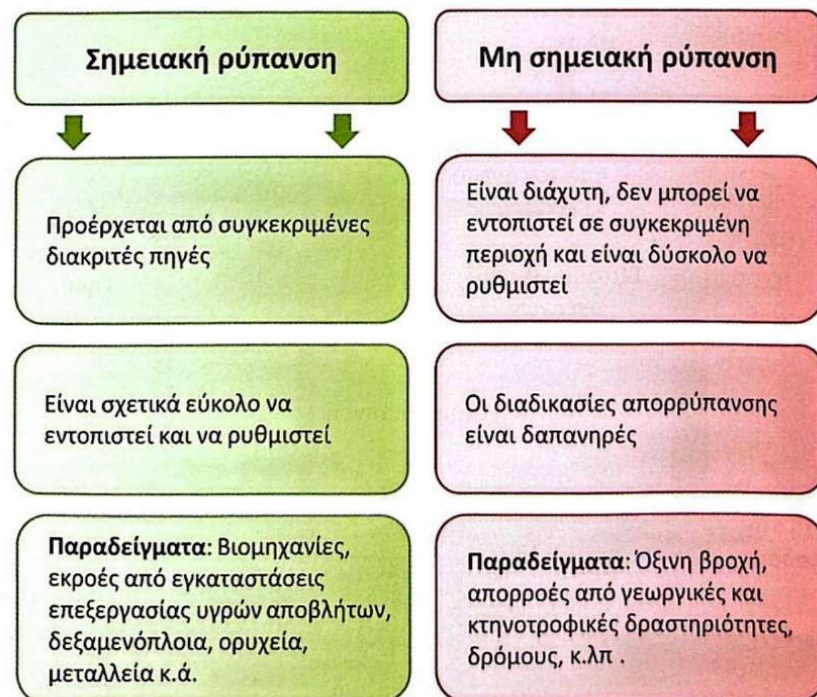 Σημειακή ρύπανση
Προέρχεται από συγκεκριμένες
διακριτές πηγές
Είναι σχετικά εύκολο να
εντοπιστεί και να ρυθμιστεί
Παραδείγματα: Βιομηχανίες,
εκροές από εγκαταστάσεις
επεξεργασίας υγρών αποβλήτων,
δεξαμενόπλοια, ορυχεία,
μεταλλεία κ.ά.
Μη σημειακή ρύπανση
Είναι διάχυτη, δεν μπορεί να
εντοπιστεί σε συγκεκριμένη
περιοχή και είναι δύσκολο να
ρυθμιστεί
Οι διαδικασίες απορρύπανσης
είναι δαπανηρές
Παραδείγματα: Όξινη βροχή,
απορροές από γεωργικές και
κτηνοτροφικές δραστηριότητες,
δρόμους, κ.λπ .